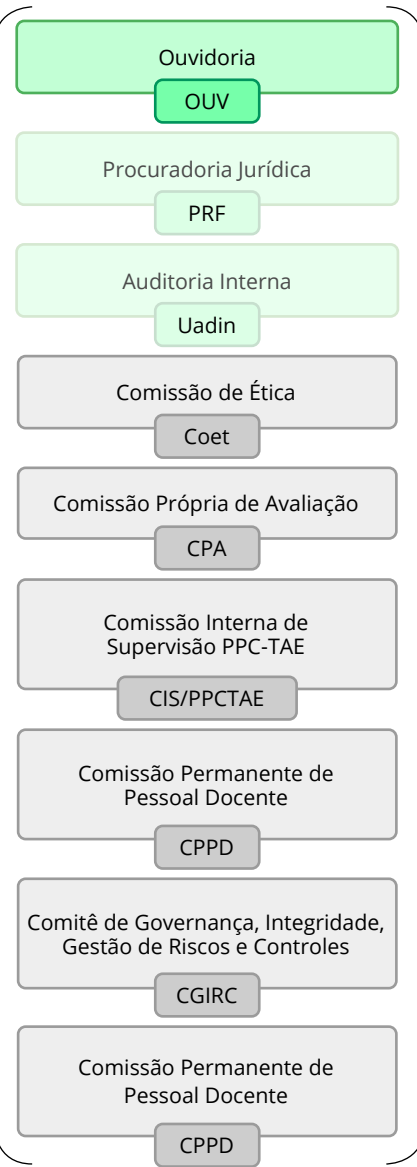 Ouvidoria
OUV
Procuradoria Jurídica
PRF
Auditoria Interna
Uadin
Comissão de Ética
Coet
Comissão Própria de Avaliação
CPA
Comissão Interna de
Supervisão PPC-TAE
CIS/PPCTAE
Comissão Permanente de
Pessoal Docente
CPPD
Comitê de Governança, Integridade,
Gestão de Riscos e Controles
CGIRC
Comissão Permanente de
Pessoal Docente
CPPD